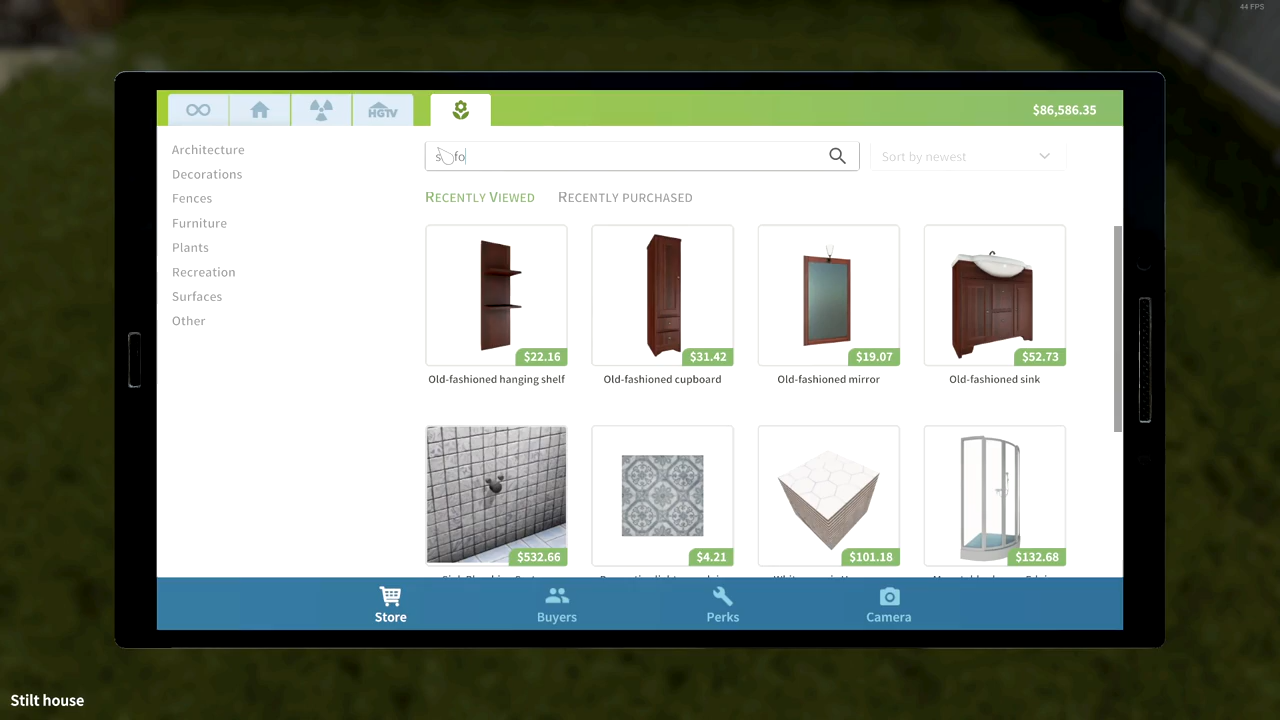 44 FPS
HGTV
$86,586.35
Architecture
Decorations
Fences
Furniture
Plants
Recreation
Surfaces
Other
Sort by newest
RECENTLY VIEWED
RECENTLY PURCHASED
$22.16
$31.42
$19.07
$52.73
Old-fashioned hanging shelf
Old-fashioned cupboard
Old-fashioned mirror
Old-fashioned sink
$532.66
$4.21
$101.18
$132.68
Store
Buyers
Perks
Camera
Stilt house